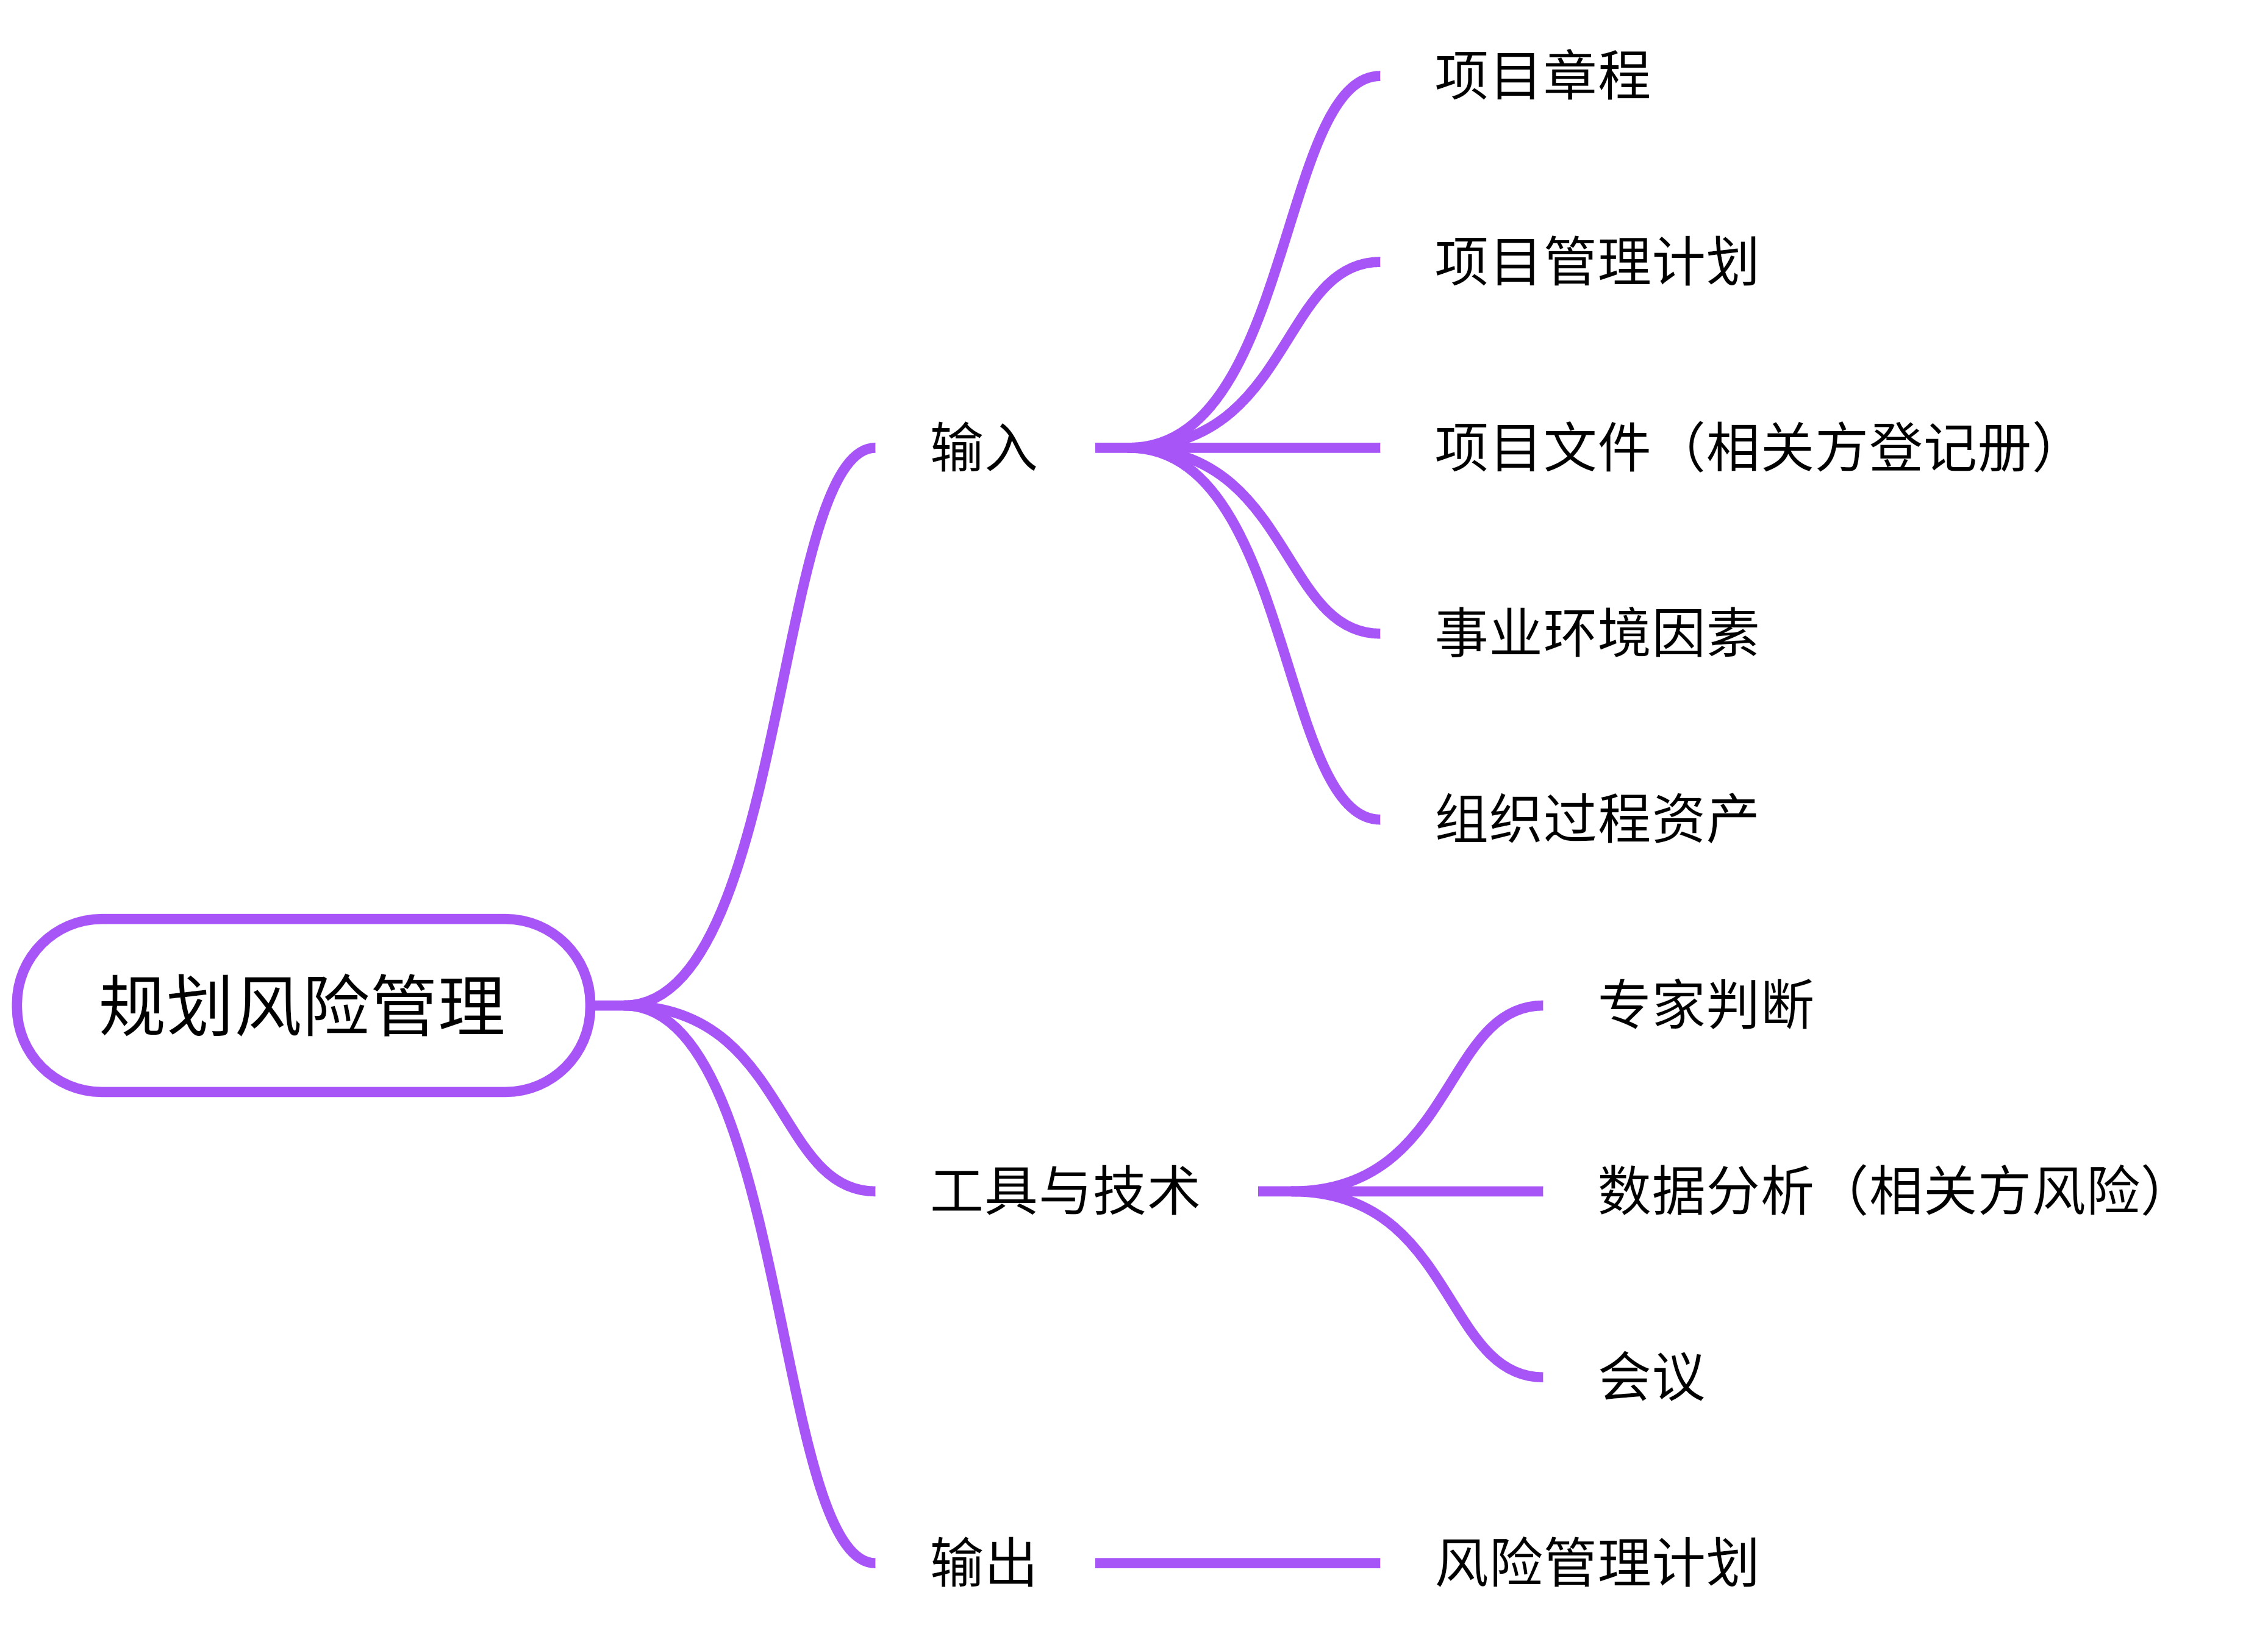 规划风险管理
输入
项目章程
项目管理计划
项目文件（相关方登记册）
事业环境因素
组织过程资产
工具与技术
专家判断
数据分析（相关方风险）
会议
输出
风险管理计划